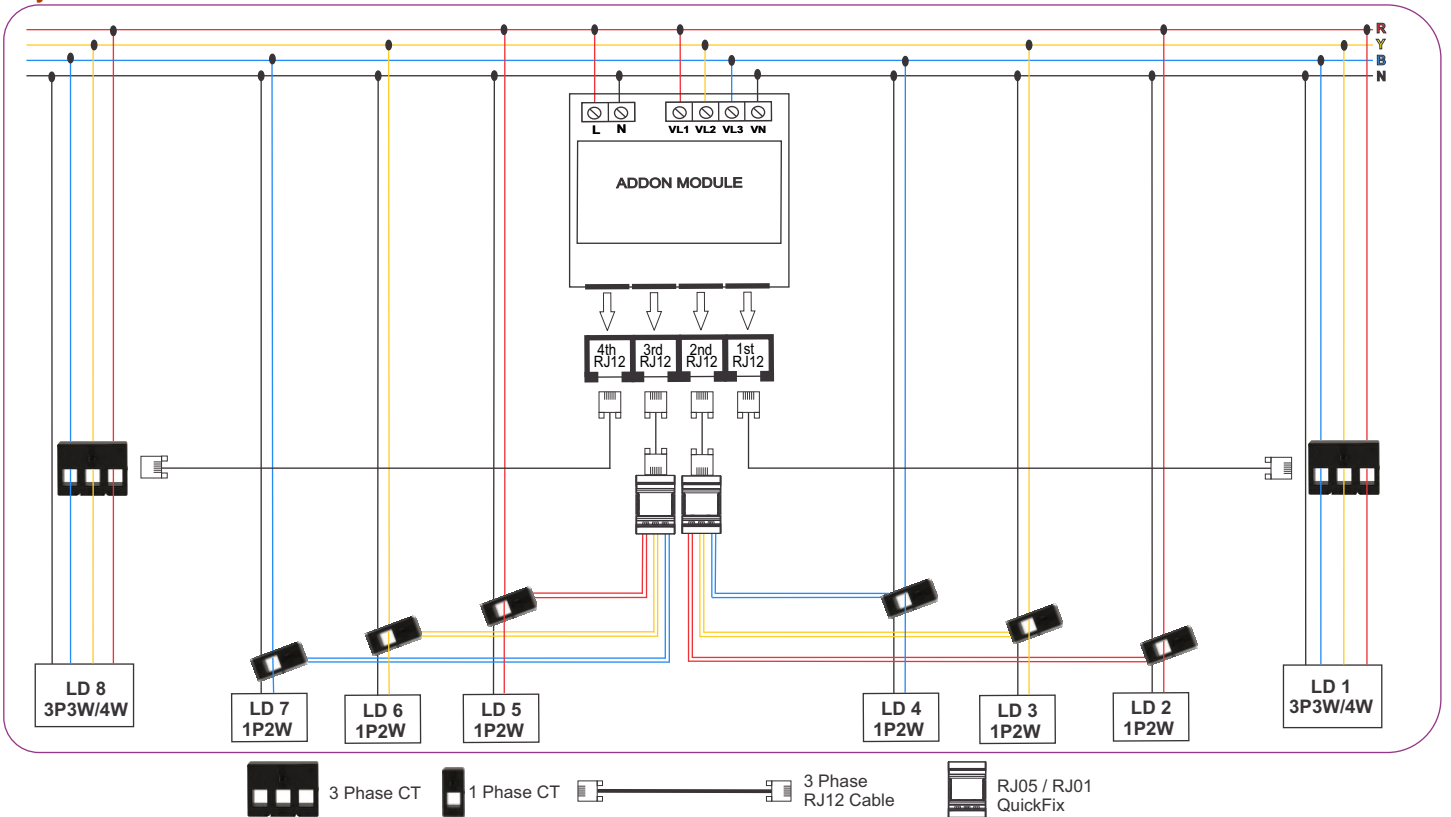 R
Y
B
N
L N VL1 VL2 VL3 VN
ADDON MODULE
4th RJ12
3rd RJ12
2nd RJ12
1st RJ12
LD 8
3P3W/4W
LD 7
1P2W
LD 6
1P2W
LD 5
1P2W
LD 4
1P2W
LD 3
1P2W
LD 2
1P2W
LD 1
3P3W/4W
3 Phase CT
1 Phase CT
3 Phase
RJ12 Cable
RJ05 / RJ01
QuickFix